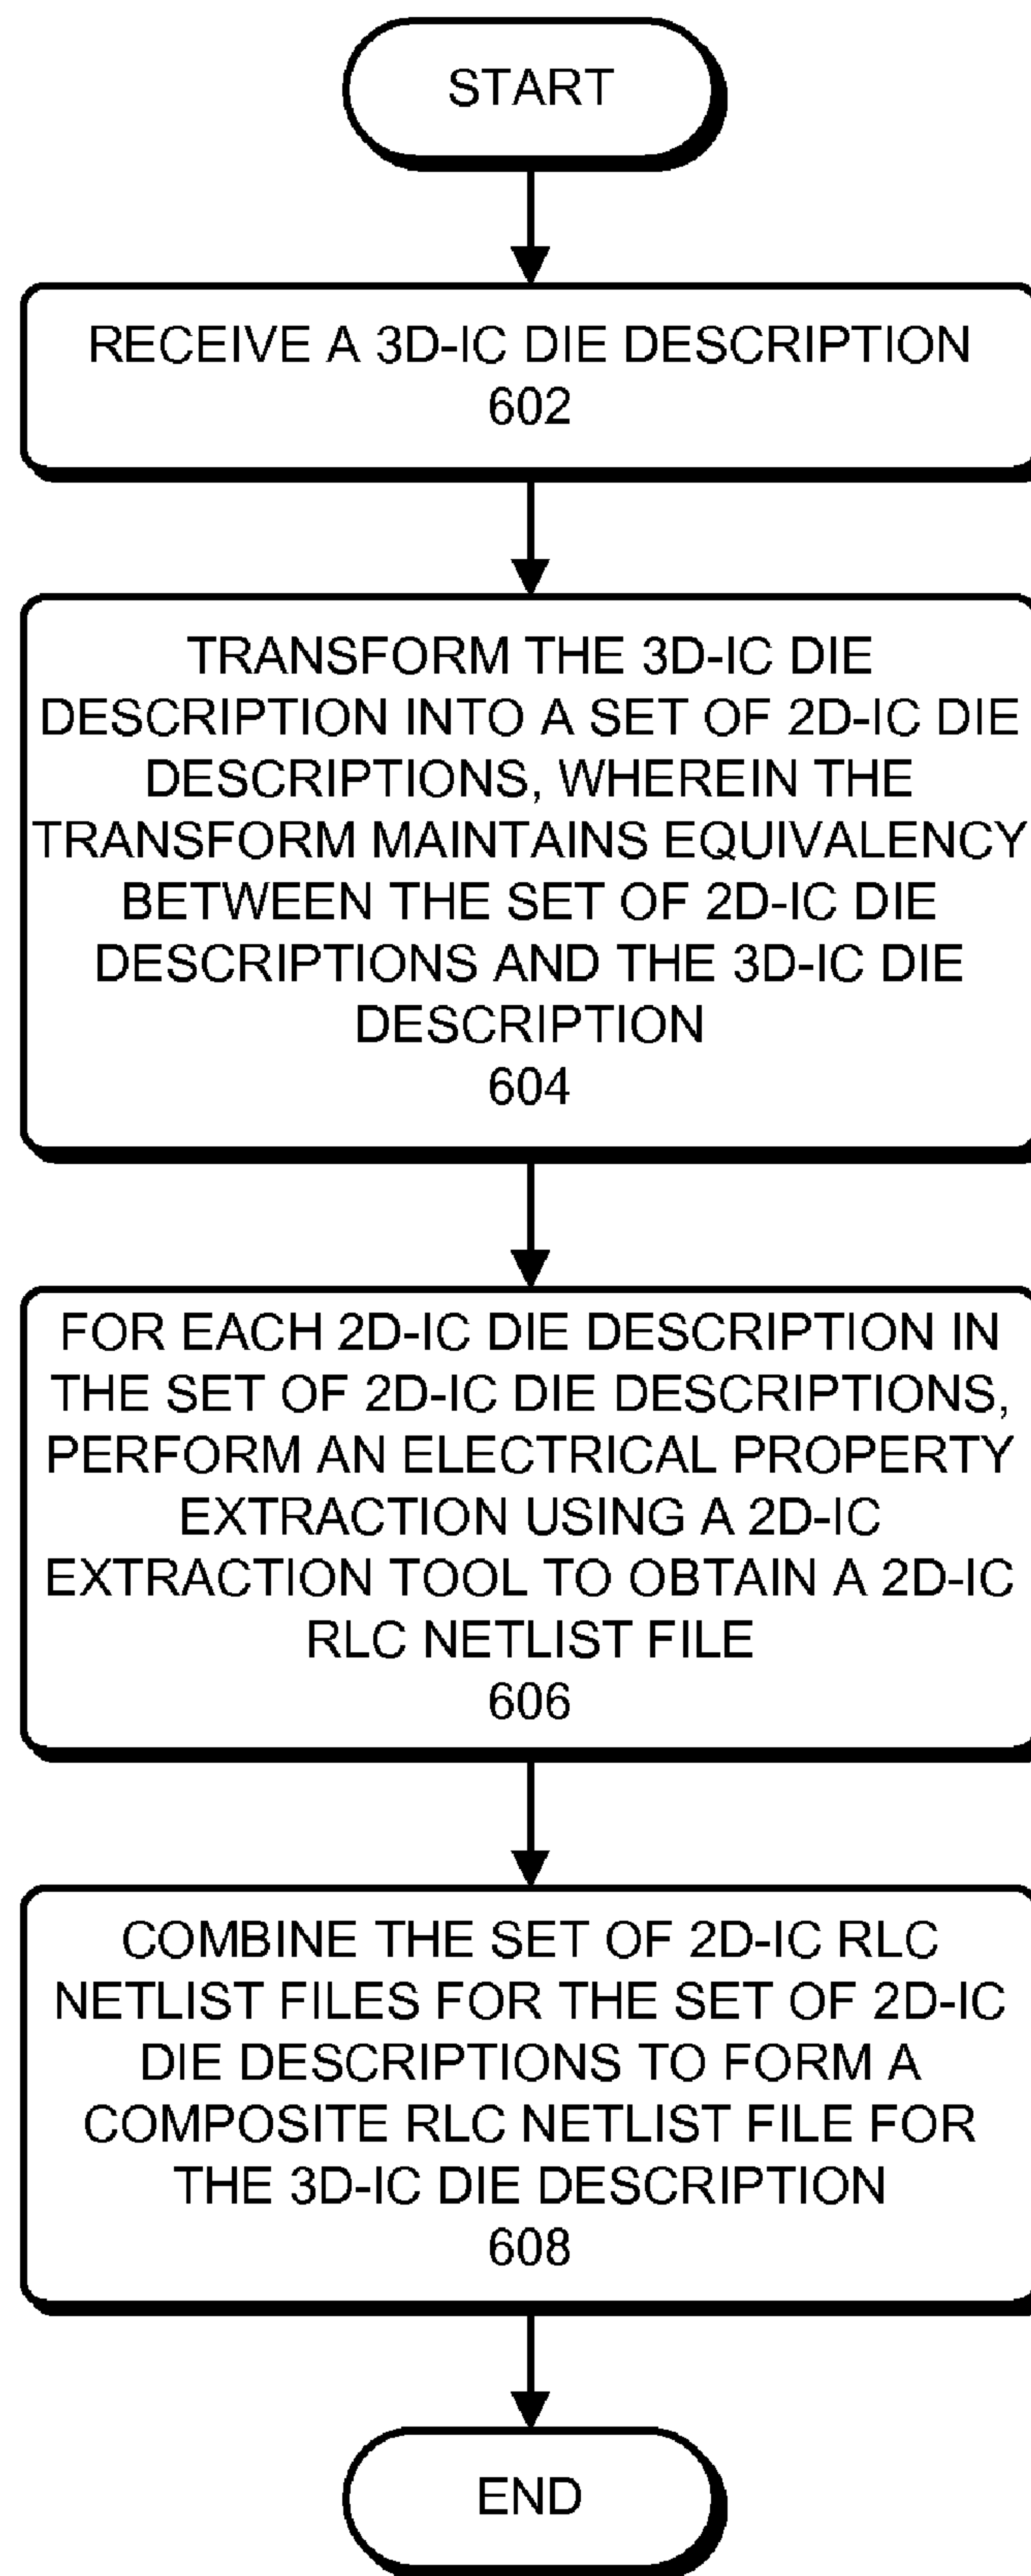 START
RECEIVE A 3D-IC DIE DESCRIPTION
602
TRANSFORM THE 3D-IC DIE
DESCRIPTION INTO A SET OF 2D-IC DIE
DESCRIPTIONS, WHEREIN THE
TRANSFORM MAINTAINS EQUIVALENCY
BETWEEN THE SET OF 2D-IC DIE
DESCRIPTIONS AND THE 3D-IC DIE
DESCRIPTION
604
FOR EACH 2D-IC DIE DESCRIPTION IN
THE SET OF 2D-IC DIE DESCRIPTIONS,
PERFORM AN ELECTRICAL PROPERTY
EXTRACTION USING A 2D-IC
EXTRACTION TOOL TO OBTAIN A 2D-IC
RLC NETLIST FILE
606
COMBINE THE SET OF 2D-IC RLC
NETLIST FILES FOR THE SET OF 2D-IC
DIE DESCRIPTIONS TO FORM A
COMPOSITE RLC NETLIST FILE FOR
THE 3D-IC DIE DESCRIPTION
608
END